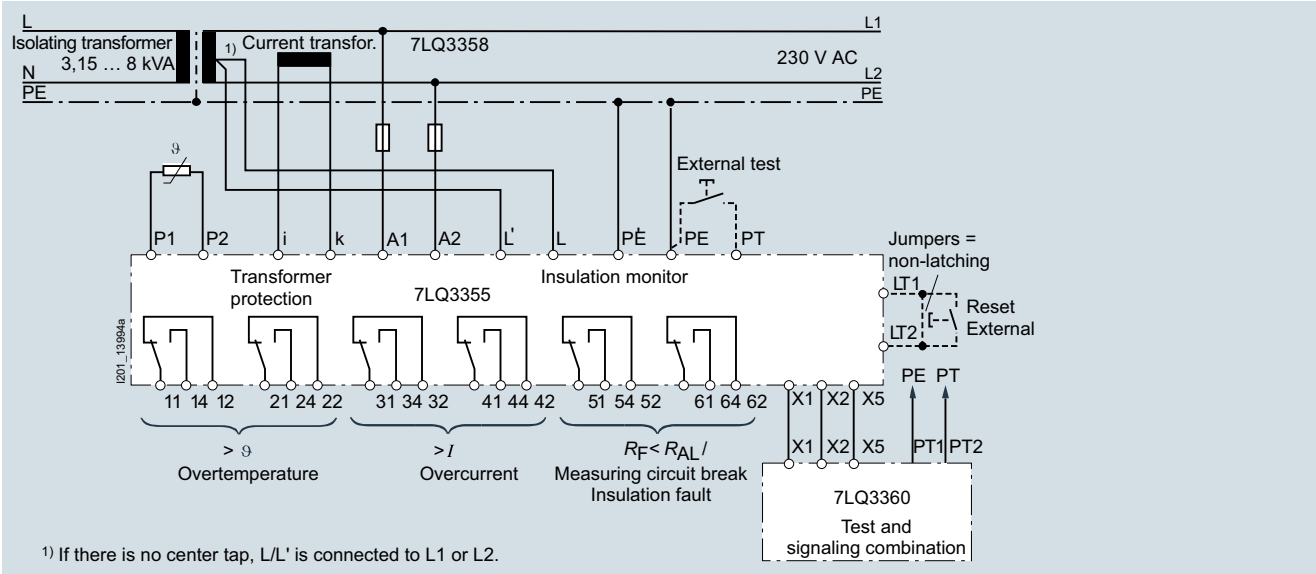 L
L1
Isolating transformer
3,15 ... 8 kVA
1)
Current transfor.
7LQ3358
230 V AC
N
L2
PE
PE
ϑ
External test
P1
P2
i
k
A1
A2
L'
L
PE'
PE
PT
Transformer
protection
7LQ3355
Insulation monitor
Jumpers =
non-latching
LT1
LT2
Reset
External
I201_13994a
11 14 12
21 24 22
31 34 32
41 44 42
51 54 52
61 64 62
X1
X2
X5
PE
PT
> ϑ
Overtemperature
>I
Overcurrent
RF< RAL/
Measuring circuit break
Insulation fault
X1
X2
X5
PT1
PT2
7LQ3360
Test and
signaling combination
1) If there is no center tap, L/L' is connected to L1 or L2.